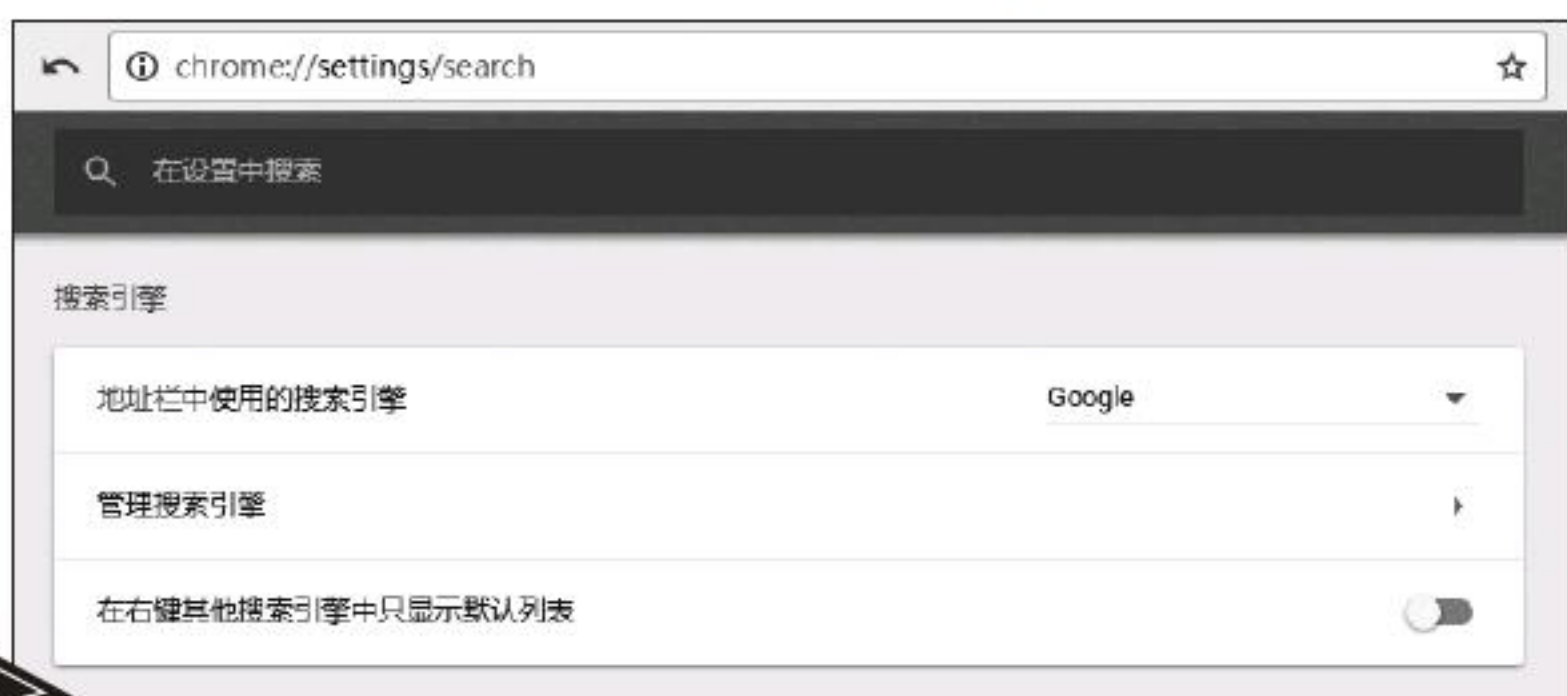 chrome://settings/search
在设置中搜索
搜索引擎
地址栏中使用的搜索引擎 Google
管理搜索引擎
在右键其他搜索引擎中只显示默认列表